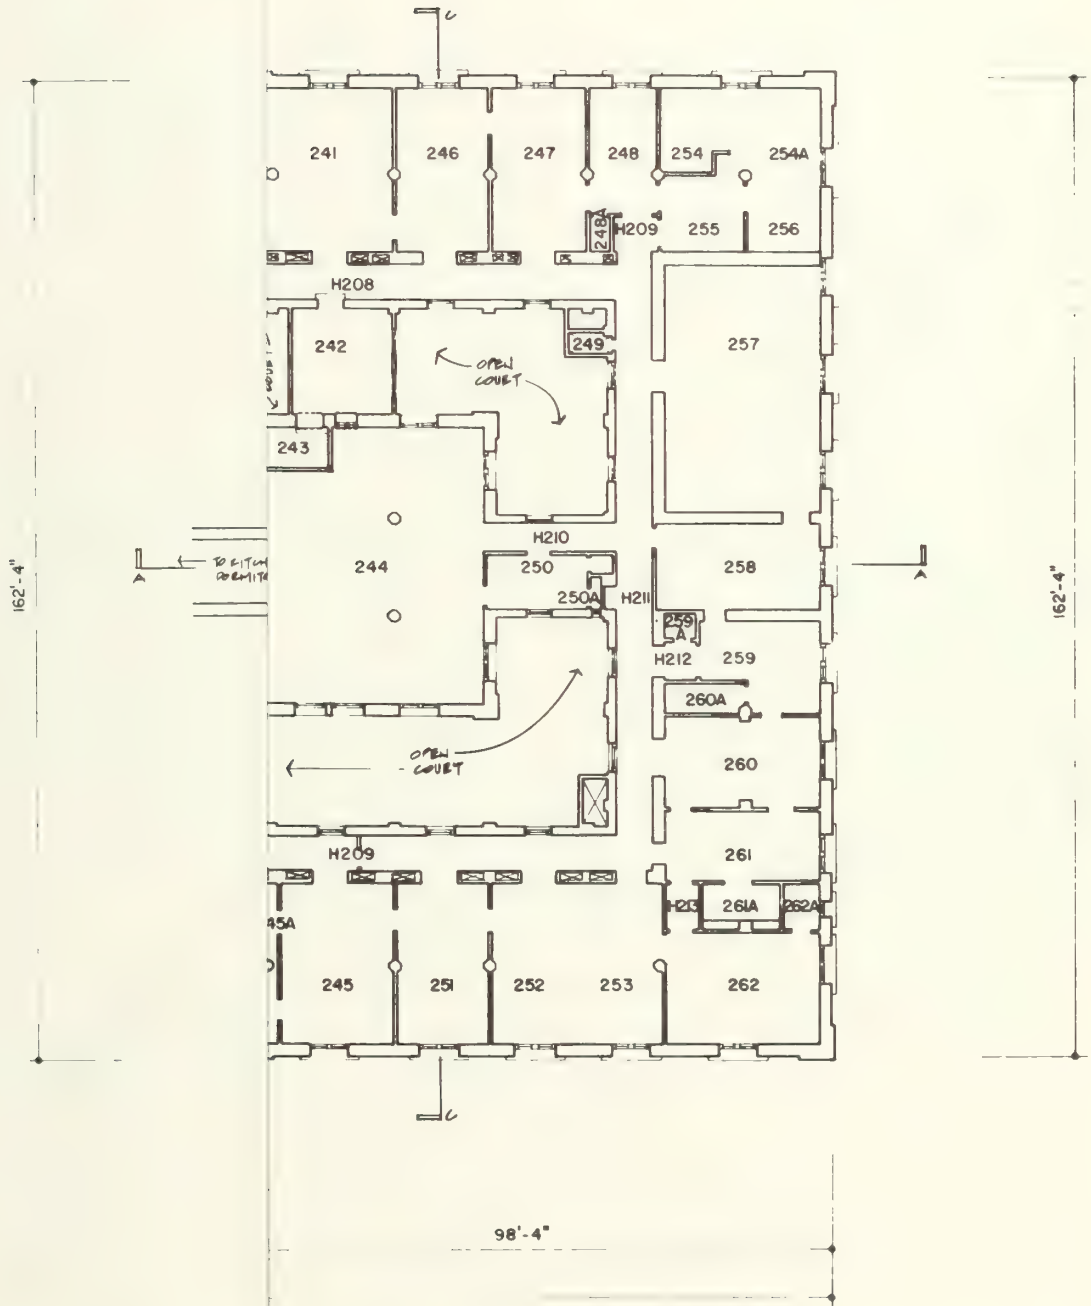 C
241
246
247
248
254
254A
248A
H209
255
256
H208
242
249
257
OPEN
COURT
COURT
243
H210
162'-4"
A
TO KITCH
DORMITO
244
250
258
A
162'-4"
250A
H211
259
A
H212
259
260A
OPEN
COURT
260
H209
261
45A
H213
261A
262A
245
251
252
253
262
C
98'-4"